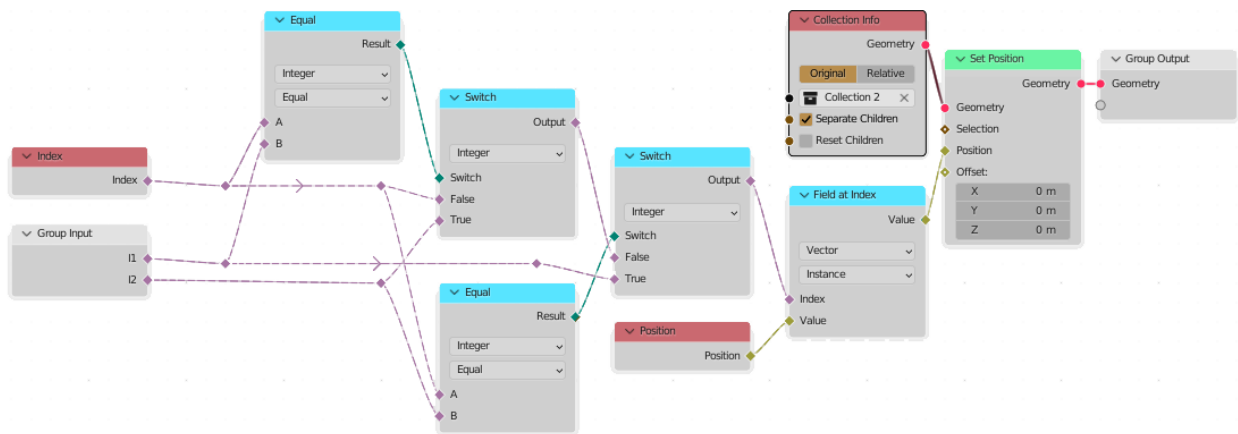 Index
Index
Group Input
I1
I2
Equal
Result
Integer
Equal
A
B
Switch
Output
Integer
Switch
False
True
Equal
Result
Integer
Equal
A
B
Switch
Output
Integer
Switch
False
True
Position
Position
Collection Info
Geometry
Original Relative
Collection 2
Separate Children
Reset Children
Field at Index
Value
Vector
Instance
Index
Value
Set Position
Geometry
Geometry
Selection
Position
Offset:
X 0 m
Y 0 m
Z 0 m
Group Output
Geometry